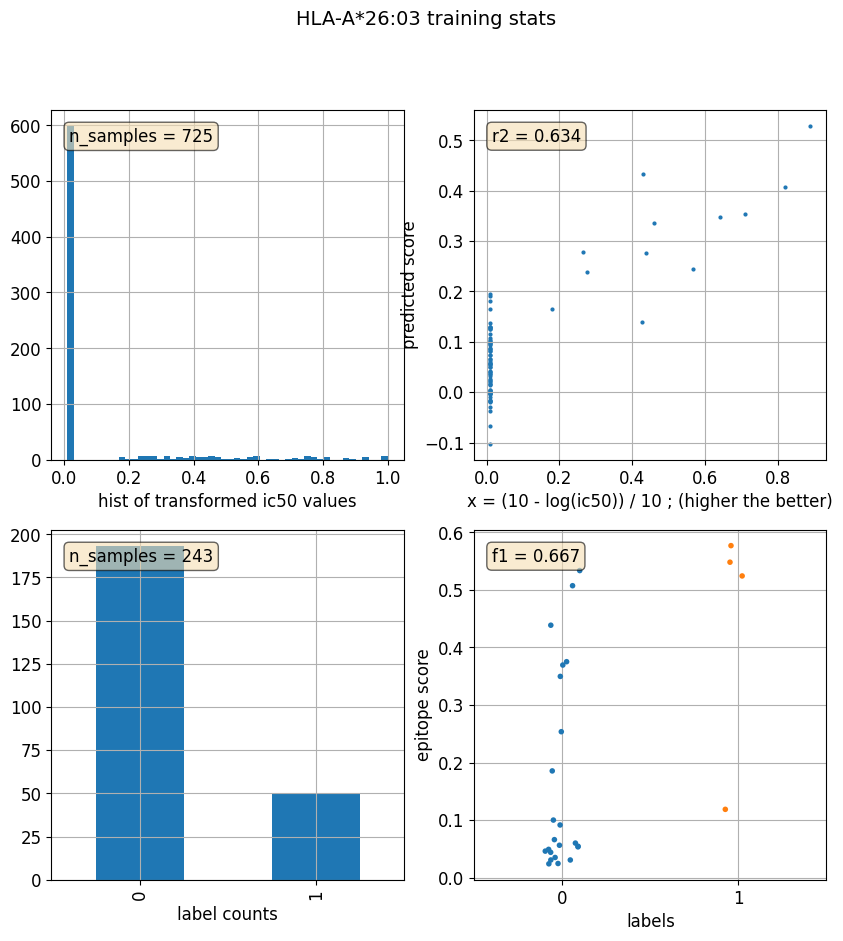 HLA-A*26:03 training stats
n_samples = 725
600
500
400
300
200
100
0
0.0 0.2 0.4 0.6 0.8 1.0
hist of transformed ic50 values
r2 = 0.634
predicted score
0.5
0.4
0.3
0.2
0.1
0.0
−0.1
0.0 0.2 0.4 0.6 0.8
x = (10 - log(ic50)) / 10 ; (higher the better)
n_samples = 243
200
175
150
125
100
75
50
25
0
0 1
label counts
f1 = 0.667
epitope score
0.6
0.5
0.4
0.3
0.2
0.1
0.0
0 1
labels